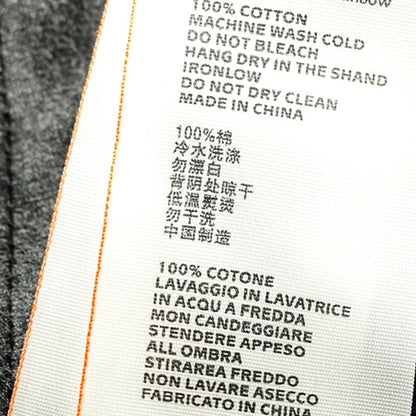 100% COTTON
MACHINE WASH COLD
DO NOT BLEACH
HANG DRY IN THE SHAND
IRONLOW
DO NOT DRY CLEAN
MADE IN CHINA
100%棉
冷水洗涤
勿漂白
背阴处晾干
低温熨烫
勿干洗
中国制造
100% COTONE
LAVAGGIO IN LAVATRICE
IN ACQU A FREDDA
MON CANDEGGIARE
STENDERE APPESO
ALL OMBRA
STIRAREA FREDDO
NON LAVARE ASECCO
FABRICATO IN CHINA